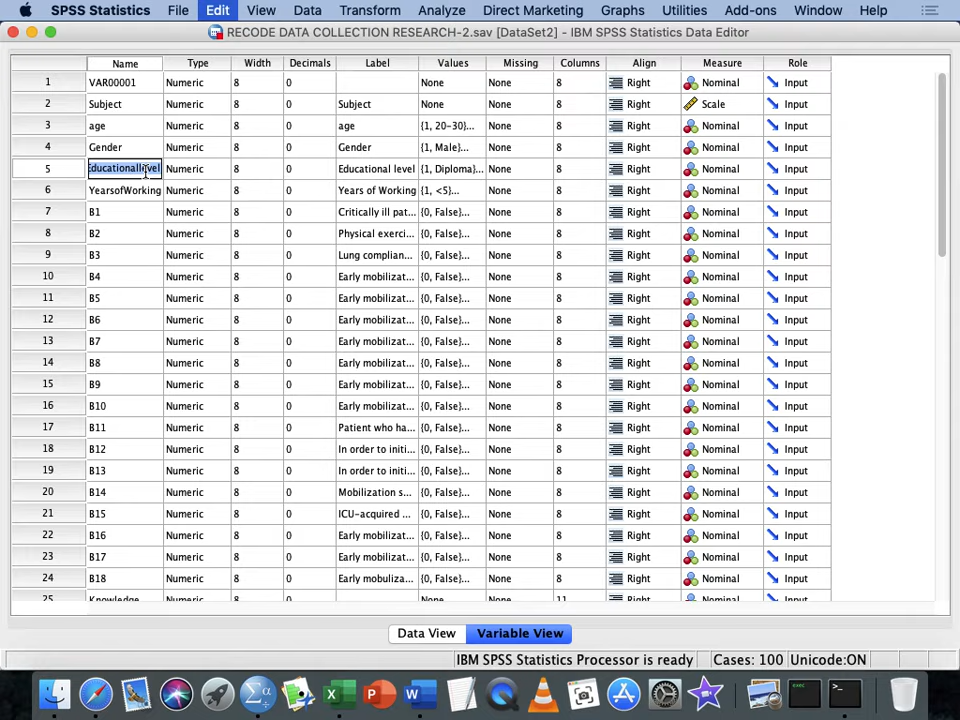 SPSS Statistics File Edit View Data Transform Analyze Direct Marketing Graphs Utilities Add-ons Window Help
RECODE DATA COLLECTION RESEARCH-2.sav [DataSet2] - IBM SPSS Statistics Data Editor
Name Type Width Decimals Label Values Missing Columns Align Measure Role
1 VAR00001 Numeric 8 0 None None 8 Right Nominal Input
2 Subject Numeric 8 0 Subject None None 8 Right Scale Input
3 age Numeric 8 0 age {1, 20-30}... None 8 Right Nominal Input
4 Gender Numeric 8 0 Gender {1, Male}... None 8 Right Nominal Input
5 Educationallevel Numeric 8 0 Educational level {1, Diploma}... None 8 Right Nominal Input
6 YearsofWorking Numeric 8 0 Years of Working {1, <5}... None 8 Right Nominal Input
7 B1 Numeric 8 0 Critically ill pat... {0, False}... None 8 Right Nominal Input
8 B2 Numeric 8 0 Physical exerci... {0, False}... None 8 Right Nominal Input
9 B3 Numeric 8 0 Lung complian... {0, False}... None 8 Right Nominal Input
10 B4 Numeric 8 0 Early mobilizat... {0, False}... None 8 Right Nominal Input
11 B5 Numeric 8 0 Early mobilizat... {0, False}... None 8 Right Nominal Input
12 B6 Numeric 8 0 Early mobilizat... {0, False}... None 8 Right Nominal Input
13 B7 Numeric 8 0 Early mobilizat... {0, False}... None 8 Right Nominal Input
14 B8 Numeric 8 0 Early mobilizat... {0, False}... None 8 Right Nominal Input
15 B9 Numeric 8 0 Early mobilizat... {0, False}... None 8 Right Nominal Input
16 B10 Numeric 8 0 Early mobilizat... {0, False}... None 8 Right Nominal Input
17 B11 Numeric 8 0 Patient who ha... {0, False}... None 8 Right Nominal Input
18 B12 Numeric 8 0 In order to initi... {0, False}... None 8 Right Nominal Input
19 B13 Numeric 8 0 In order to initi... {0, False}... None 8 Right Nominal Input
20 B14 Numeric 8 0 Mobilization s... {0, False}... None 8 Right Nominal Input
21 B15 Numeric 8 0 ICU-acquired ... {0, False}... None 8 Right Nominal Input
22 B16 Numeric 8 0 Early mobilizat... {0, False}... None 8 Right Nominal Input
23 B17 Numeric 8 0 Early mobilizat... {0, False}... None 8 Right Nominal Input
24 B18 Numeric 8 0 Early mobuliza... {0, False}... None 8 Right Nominal Input
25 Knowledge Numeric 8 0 None None 11 Right Nominal Input
Data View Variable View
IBM SPSS Statistics Processor is ready Cases: 100 Unicode:ON